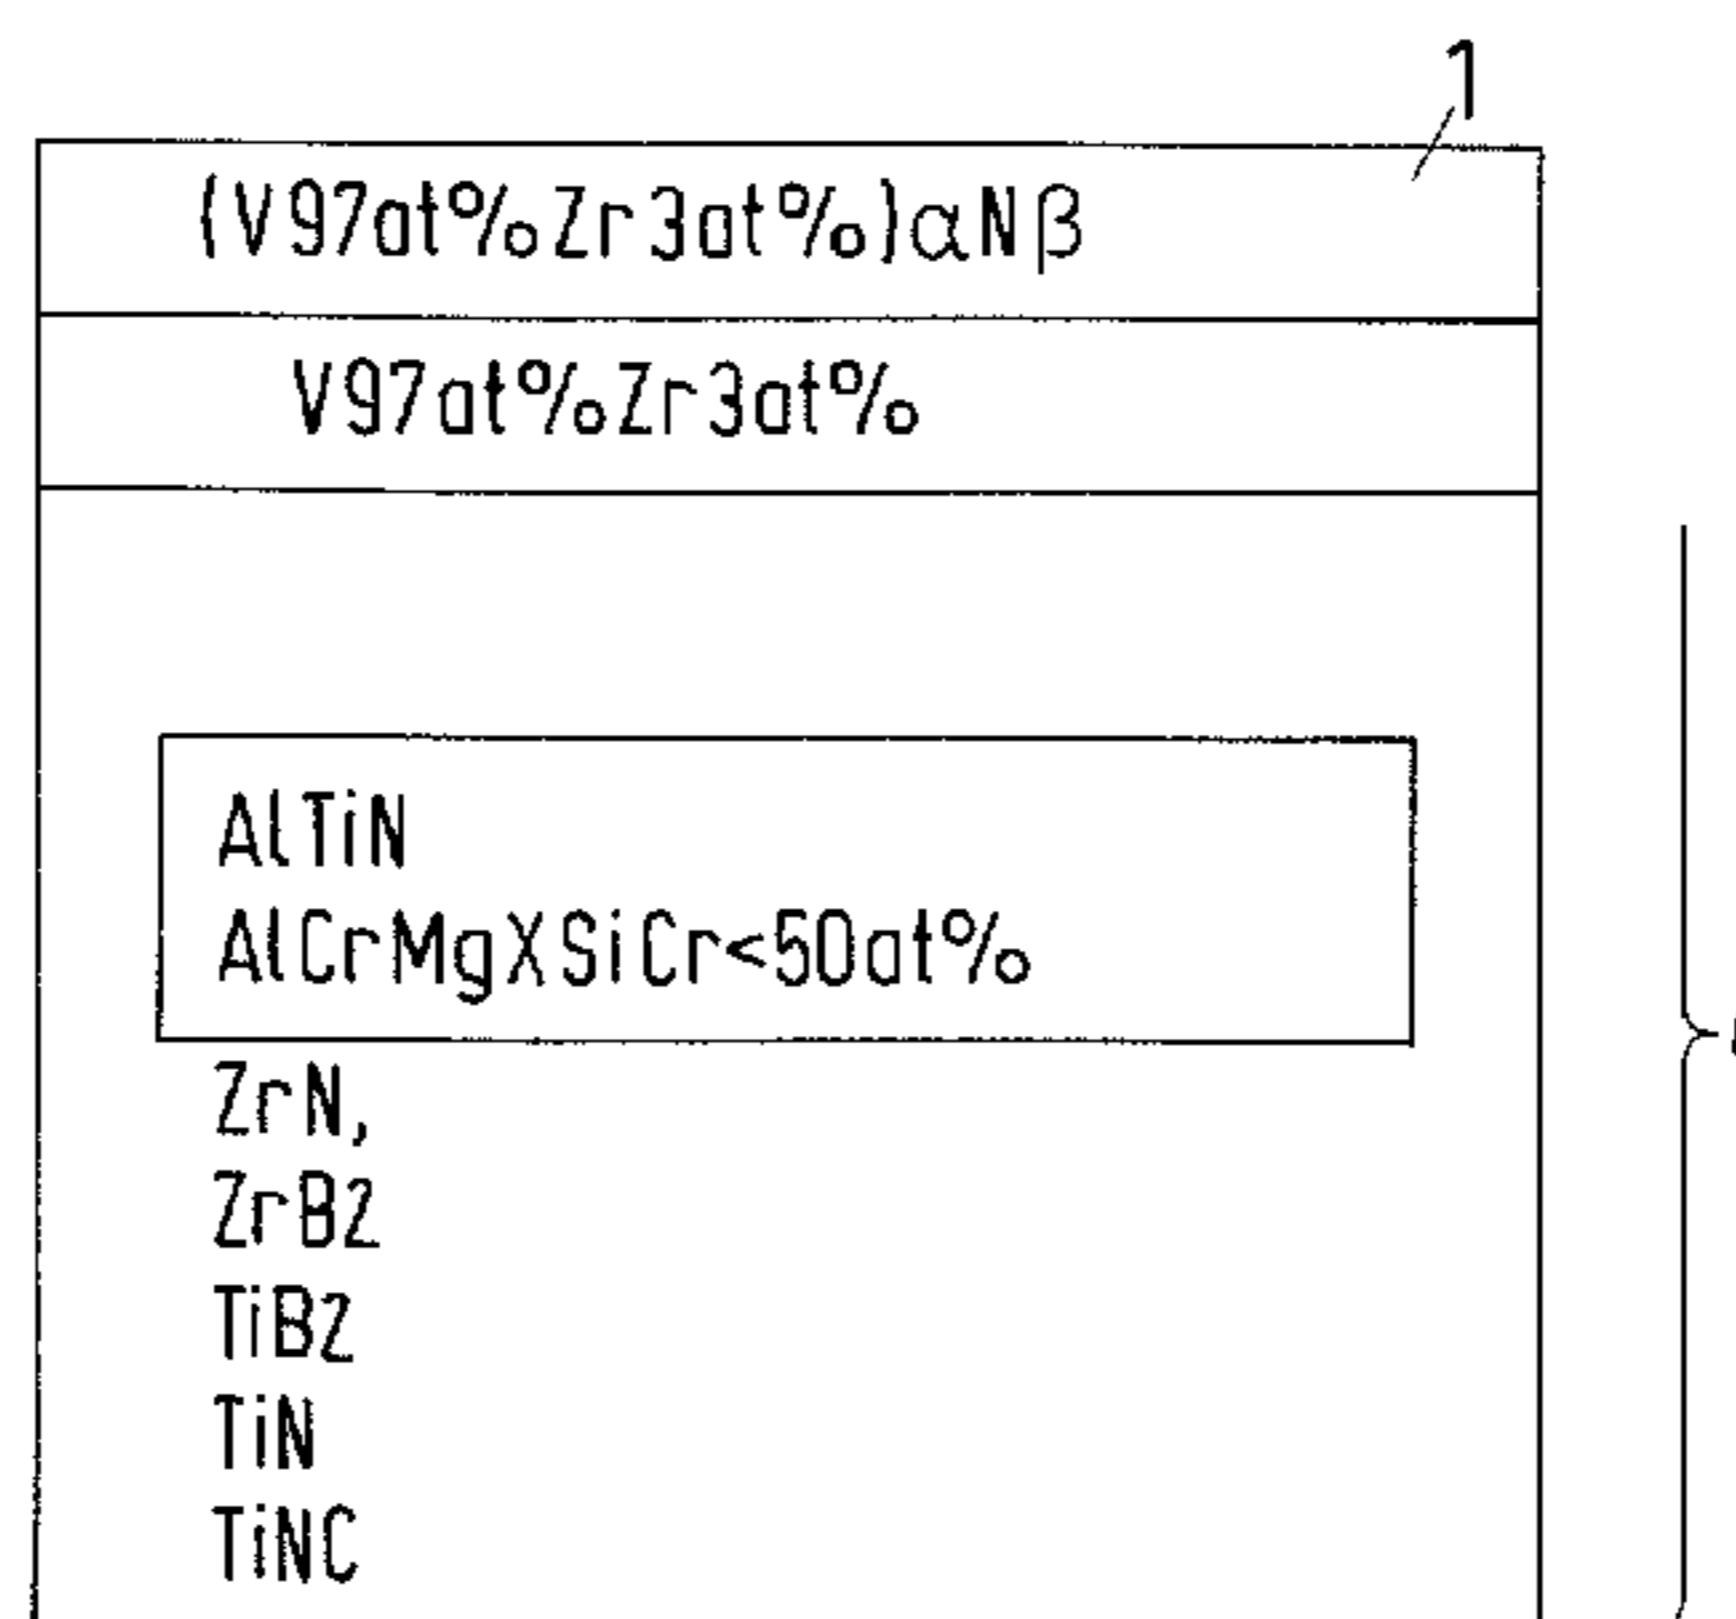 1
(V97at%Zr3at%)αNβ
V97at%Zr3at%
AlTiN
AlCrMgXSiCr<50at%
ZrN,
ZrB2
TiB2
TiN
TiNC